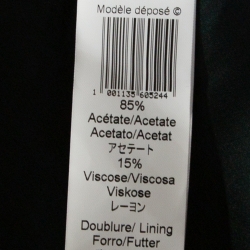 Modèle déposé ©
1 001135 605244
85%
Acétate/Acetate
Acetato/Acetat
アセテート
15%
Viscose/Viscosa
Viskose
レーヨン
Doublure/ Lining
Forro/Futter